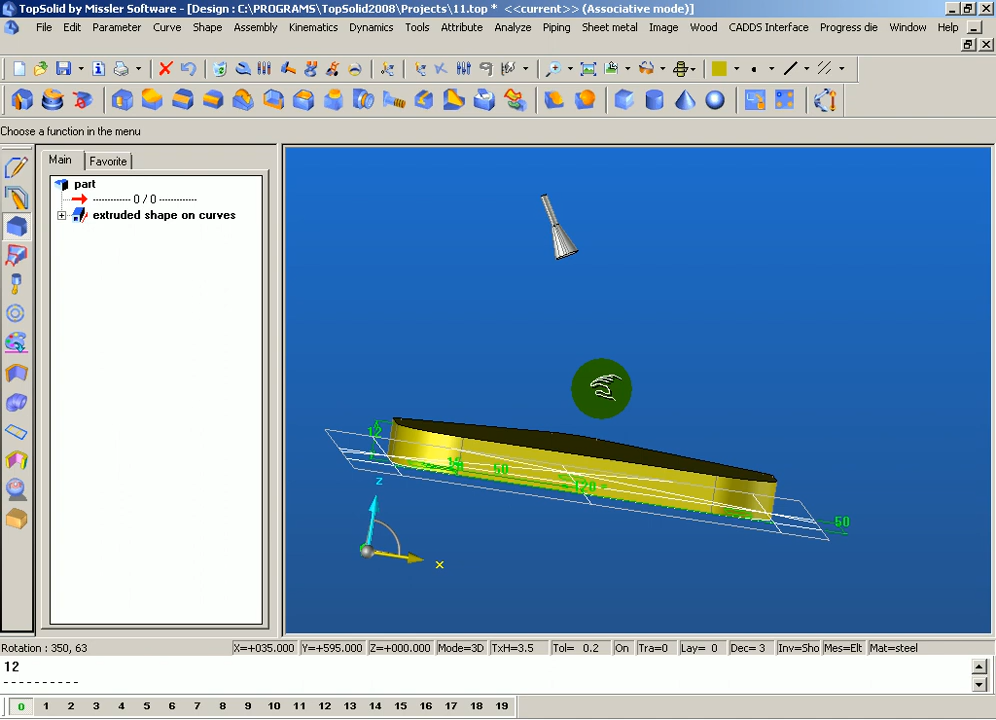 TopSolid by Missler Software - [Design : C:\PROGRAMS\TopSolid2008\Projects\11.top *  <<current>> (Associative mode)]
File Edit Parameter Curve Shape Assembly Kinematics Dynamics Tools Attribute Analyze Piping Sheet metal Image Wood CADDS Interface Progress die Window Help
Choose a function in the menu
Main Favorite
part
------------ 0 / 0 ------------
extruded shape on curves
12
50
120
50
z
x
Rotation : 350, 63 X=+035.000 Y=+595.000 Z=+000.000 Mode=3D TxH=3.5 Tol= 0.2 On Tra=0 Lay= 0 Dec= 3 Inv=Sho Mes=Elt Mat=steel
12
----------
0 1 2 3 4 5 6 7 8 9 10 11 12 13 14 15 16 17 18 19